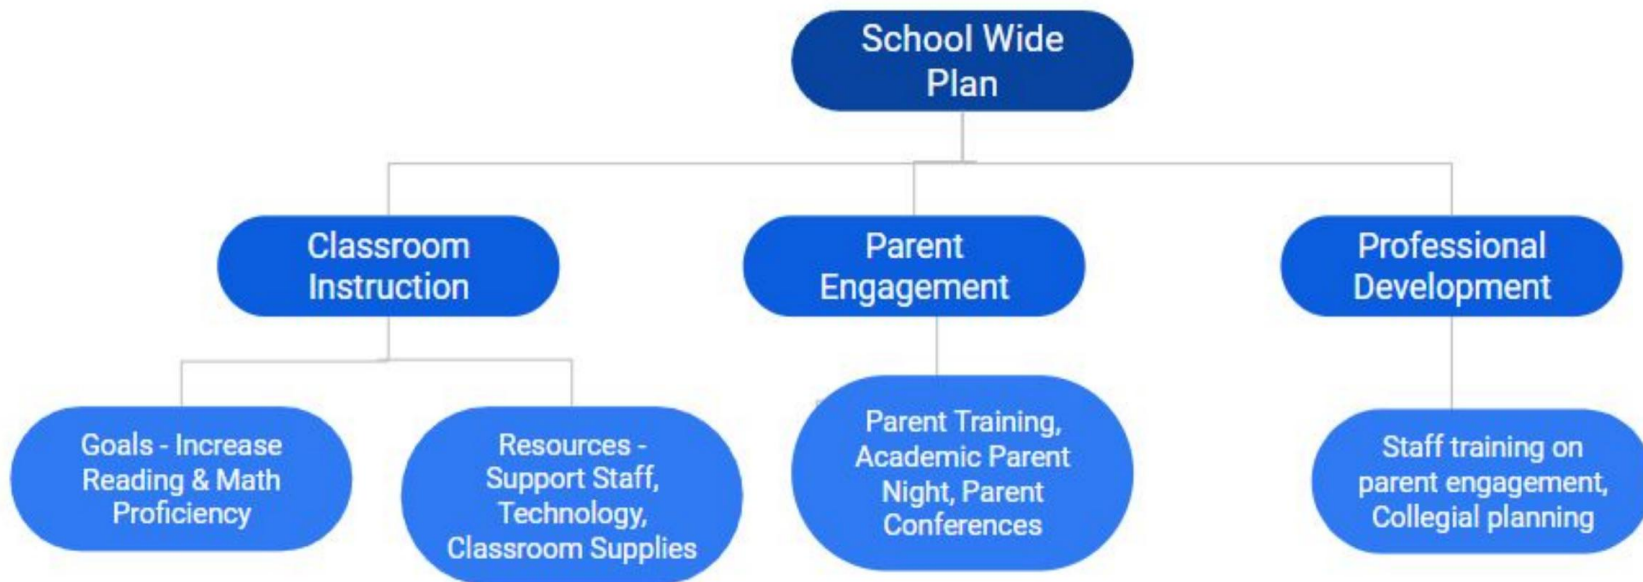 School Wide
Plan
Classroom
Instruction
Parent
Engagement
Professional
Development
Goals - Increase
Reading & Math
Proficiency
Resources -
Support Staff,
Technology,
Classroom Supplies
Parent Training,
Academic Parent
Night, Parent
Conferences
Staff training on
parent engagement,
Collegial planning